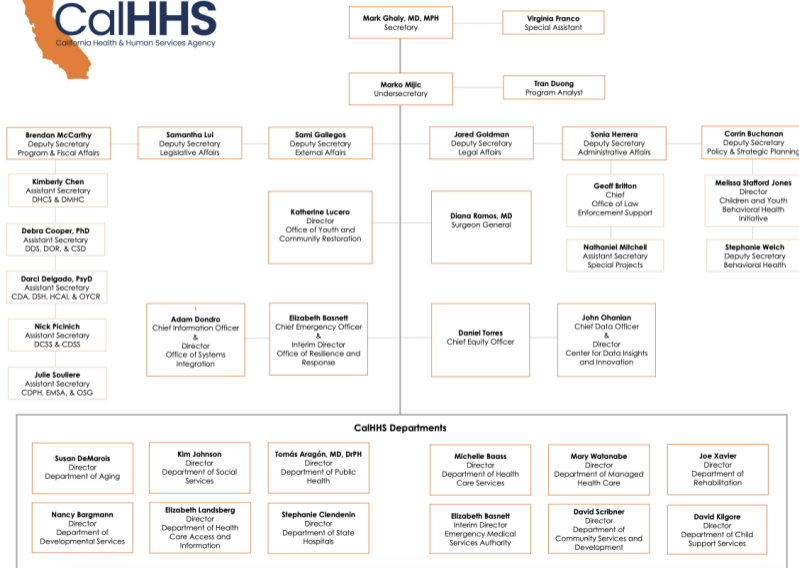 CalHHS
California Health & Human Services Agency
Mark Ghaly, MD, MPH
Secretary
Virginia Franco
Special Assistant
Marko Mijic
Undersecretary
Tran Duong
Program Analyst
Brendan McCarthy
Deputy Secretary
Program & Fiscal Affairs
Samantha Lui
Deputy Secretary
Legislative Affairs
Sami Gallegos
Deputy Secretary
External Affairs
Jared Goldman
Deputy Secretary
Legal Affairs
Sonia Herrera
Deputy Secretary
Administrative Affairs
Corrin Buchanan
Deputy Secretary
Policy & Strategic Planning
Kimberly Chen
Assistant Secretary
DHCS & DMHC
Debra Cooper, PhD
Assistant Secretary
DDS, DOR, & CSD
Darci Delgado, PsyD
Assistant Secretary
CDA, DSH, HCAI, & OYCR
Nick Picinich
Assistant Secretary
DCSS & CDSS
Julie Souliere
Assistant Secretary
CDPH, EMSA, & OSG
Katherine Lucero
Director
Office of Youth and
Community Restoration
Diana Ramos, MD
Surgeon General
Geoff Britton
Chief
Office of Law
Enforcement Support
Nathaniel Mitchell
Assistant Secretary
Special Projects
Melissa Stafford Jones
Director
Children and Youth
Behavioral Health
Initiative
Stephanie Welch
Deputy Secretary
Behavioral Health
Adam Dondro
Chief Information Officer
&
Director
Office of Systems
Integration
Elizabeth Basnett
Chief Emergency Officer
&
Interim Director
Office of Resilience and
Response
Daniel Torres
Chief Equity Officer
John Ohanian
Chief Data Officer
&
Director
Center for Data Insights
and Innovation
CalHHS Departments
Susan DeMarois
Director
Department of Aging
Kim Johnson
Director
Department of Social
Services
Tomás Aragón, MD, DrPH
Director
Department of Public
Health
Michelle Baass
Director
Department of Health
Care Services
Mary Watanabe
Director
Department of Managed
Health Care
Joe Xavier
Director
Department of
Rehabilitation
Nancy Bargmann
Director
Department of
Developmental Services
Elizabeth Landsberg
Director
Department of Health
Care Access and
Information
Stephanie Clendenin
Director
Department of State
Hospitals
Elizabeth Basnett
Interim Director
Emergency Medical
Services Authority
David Scribner
Director
Department of
Community Services and
Development
David Kilgore
Director
Department of Child
Support Services